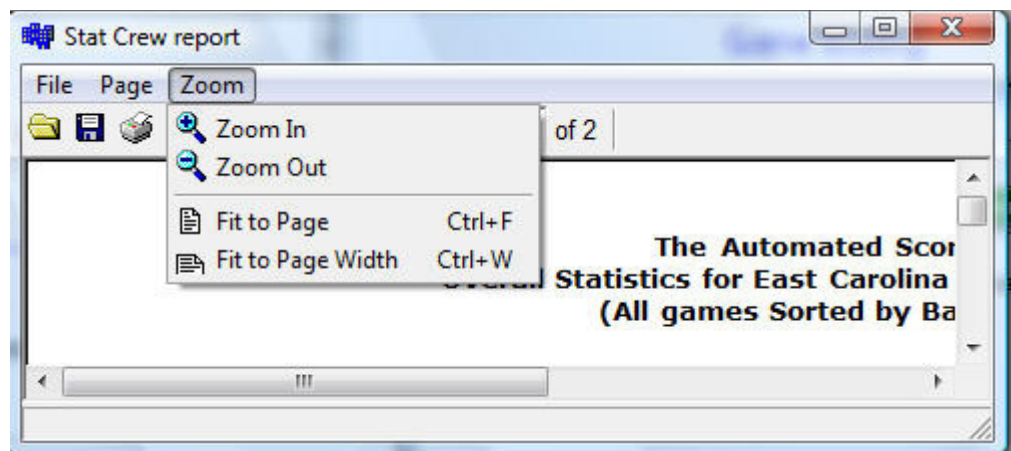 Stat Crew report
File Page Zoom
Zoom In
Zoom Out
Fit to Page Ctrl+F
Fit to Page Width Ctrl+W
of 2
The Automated Scor
Overall Statistics for East Carolina
(All games Sorted by Ba